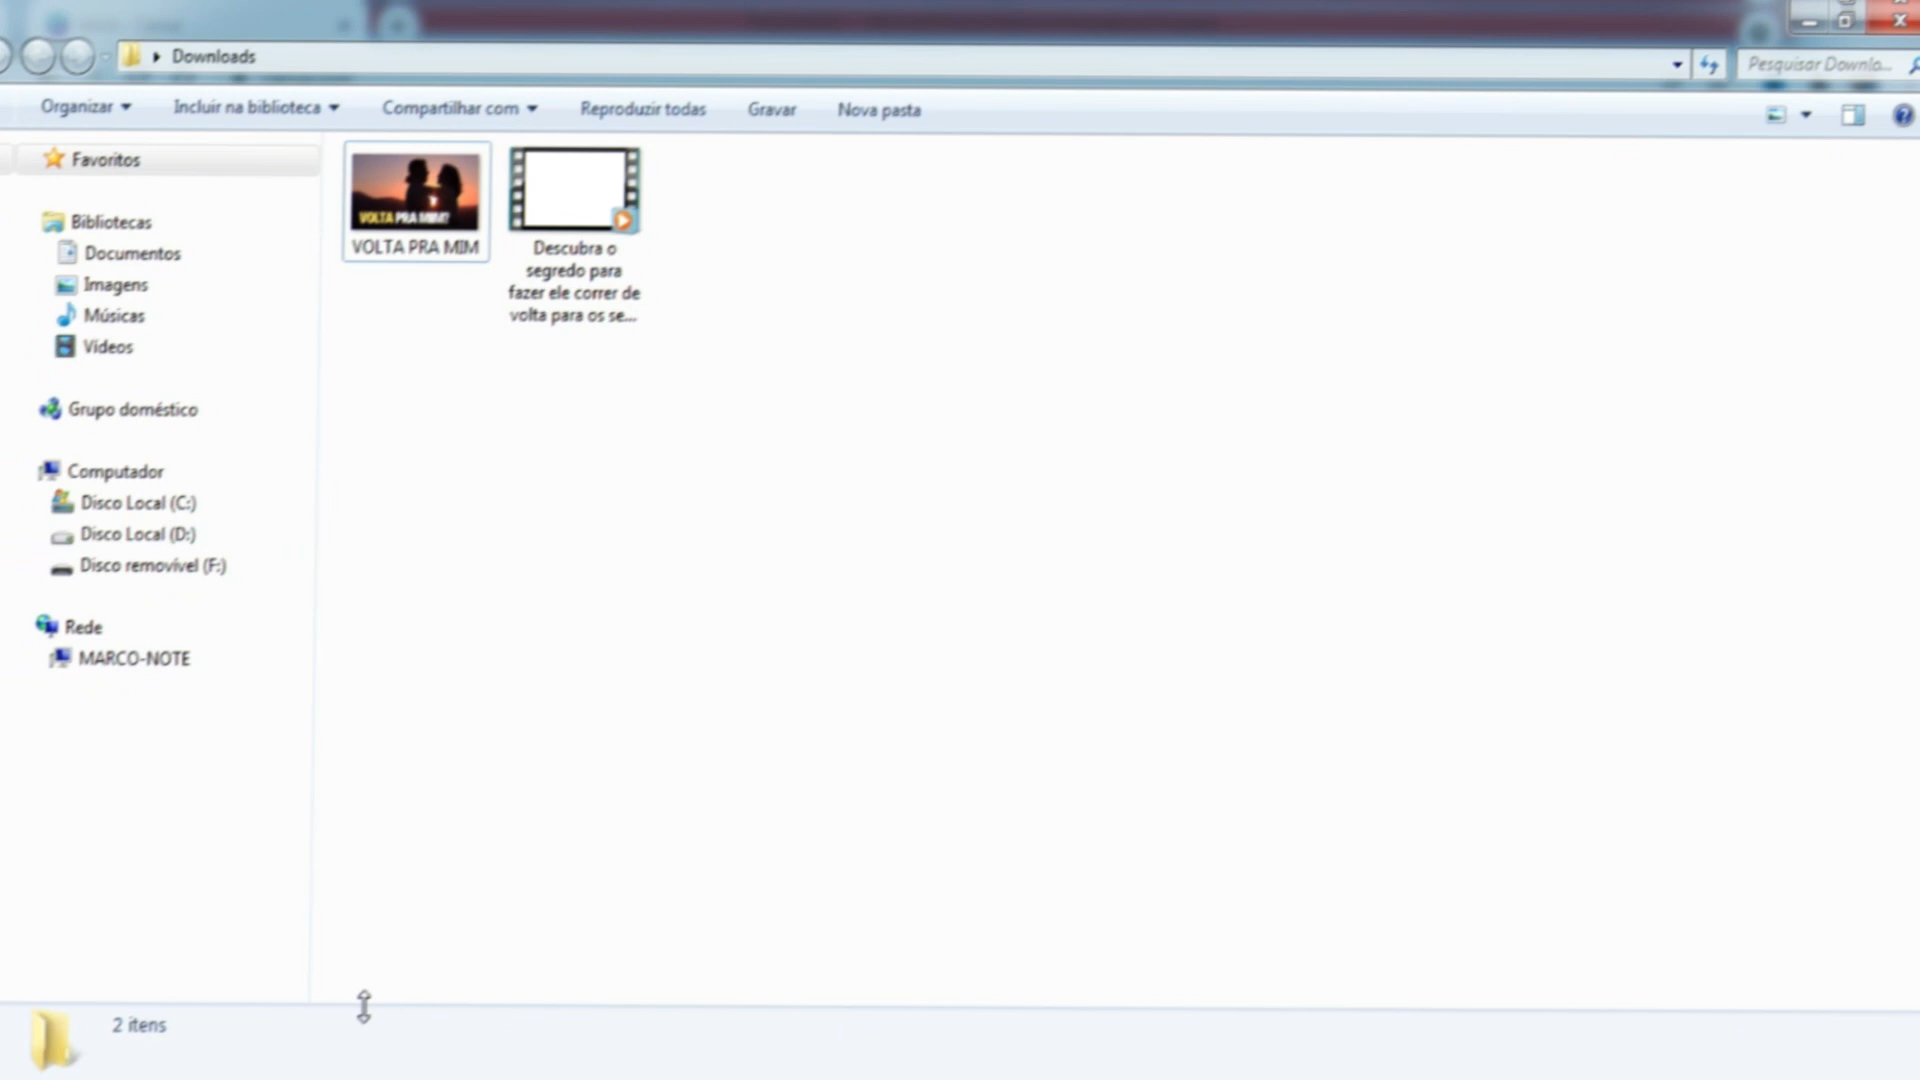 Downloads
Pesquisar Downlo...
Organizar
Incluir na biblioteca
Compartilhar com
Reproduzir todas
Gravar
Nova pasta
Favoritos
Bibliotecas
Documentos
Imagens
Músicas
Vídeos
Grupo doméstico
Computador
Disco Local (C:)
Disco Local (D:)
Disco removível (F:)
Rede
MARCO-NOTE
VOLTA PRA MIM?
VOLTA PRA MIM
Descubra o
segredo para
fazer ele correr de
volta para os se...
2 itens